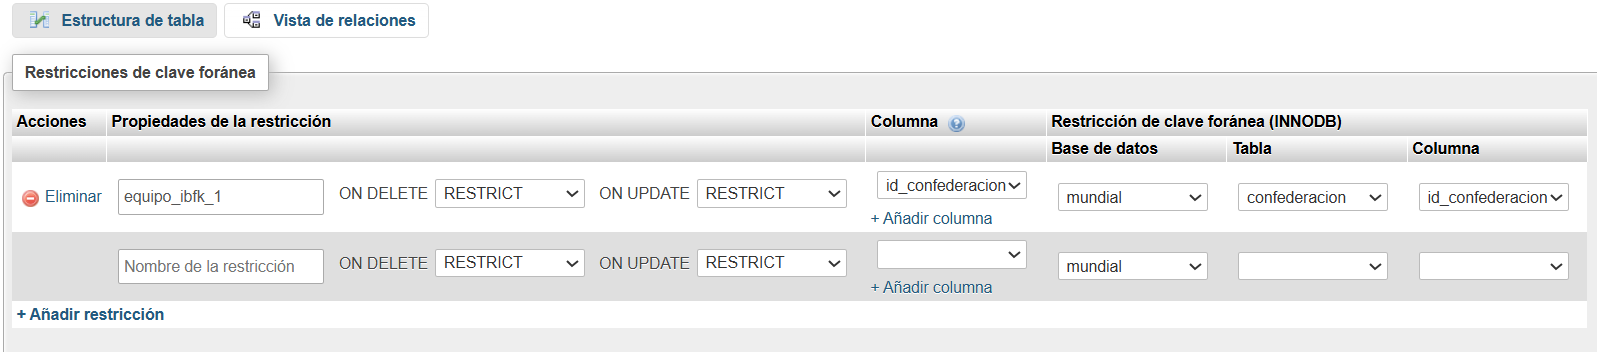 Estructura de tabla
Vista de relaciones
Restricciones de clave foránea
Acciones Propiedades de la restricción Columna Restricción de clave foránea (INNODB)
Base de datos Tabla Columna
Eliminar equipo_ibfk_1 ON DELETE RESTRICT ON UPDATE RESTRICT id_confederacion mundial confederacion id_confederacion
+ Añadir columna
Nombre de la restricción ON DELETE RESTRICT ON UPDATE RESTRICT mundial
+ Añadir columna
+ Añadir restricción